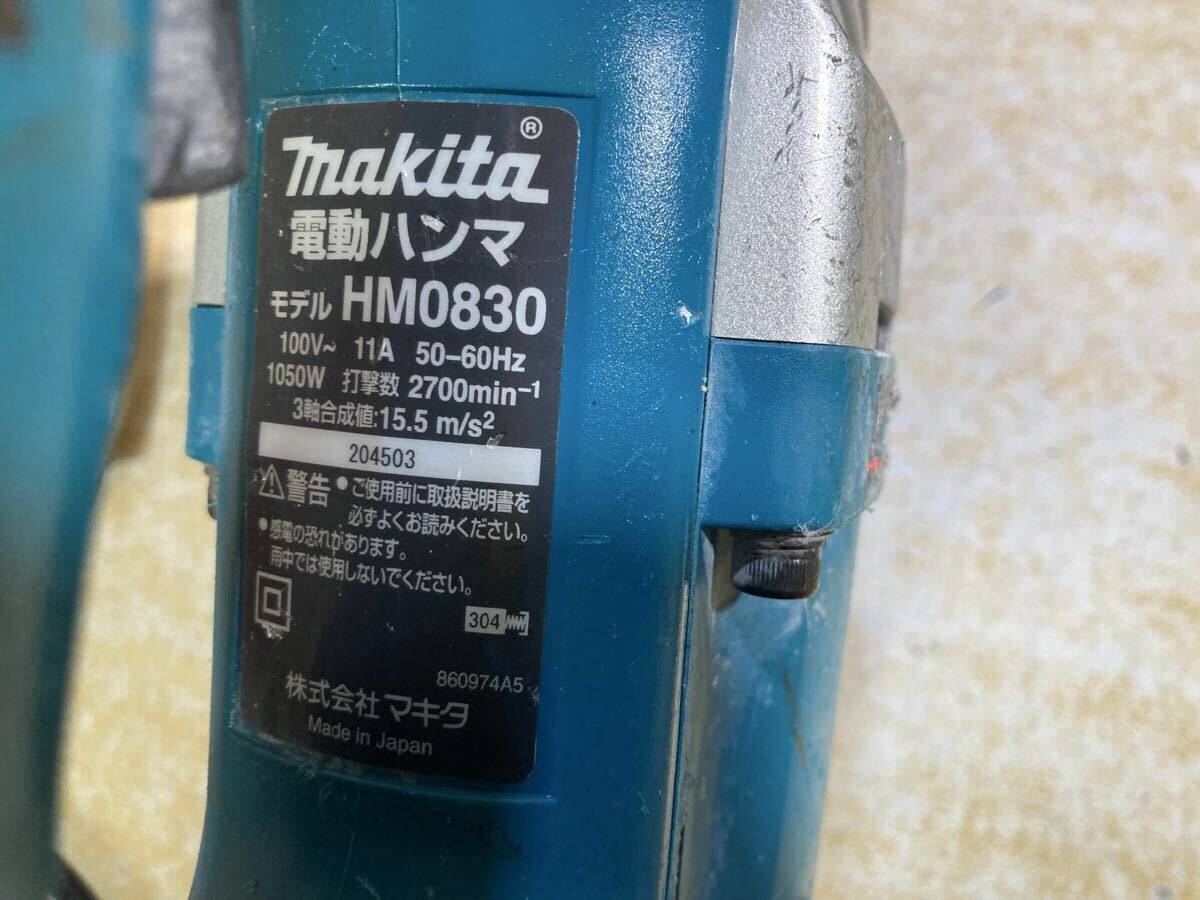 makita®
電動ハンマ
モデル HM0830
100V~ 11A 50-60Hz
1050W 打撃数 2700min-1
3軸合成値:15.5 m/s2
204503
警告 •ご使用前に取扱説明書を
必ずよくお読みください。
•感電の恐れがあります。
雨中では使用しないでください。
304
860974A5
株式会社 マキタ
Made in Japan